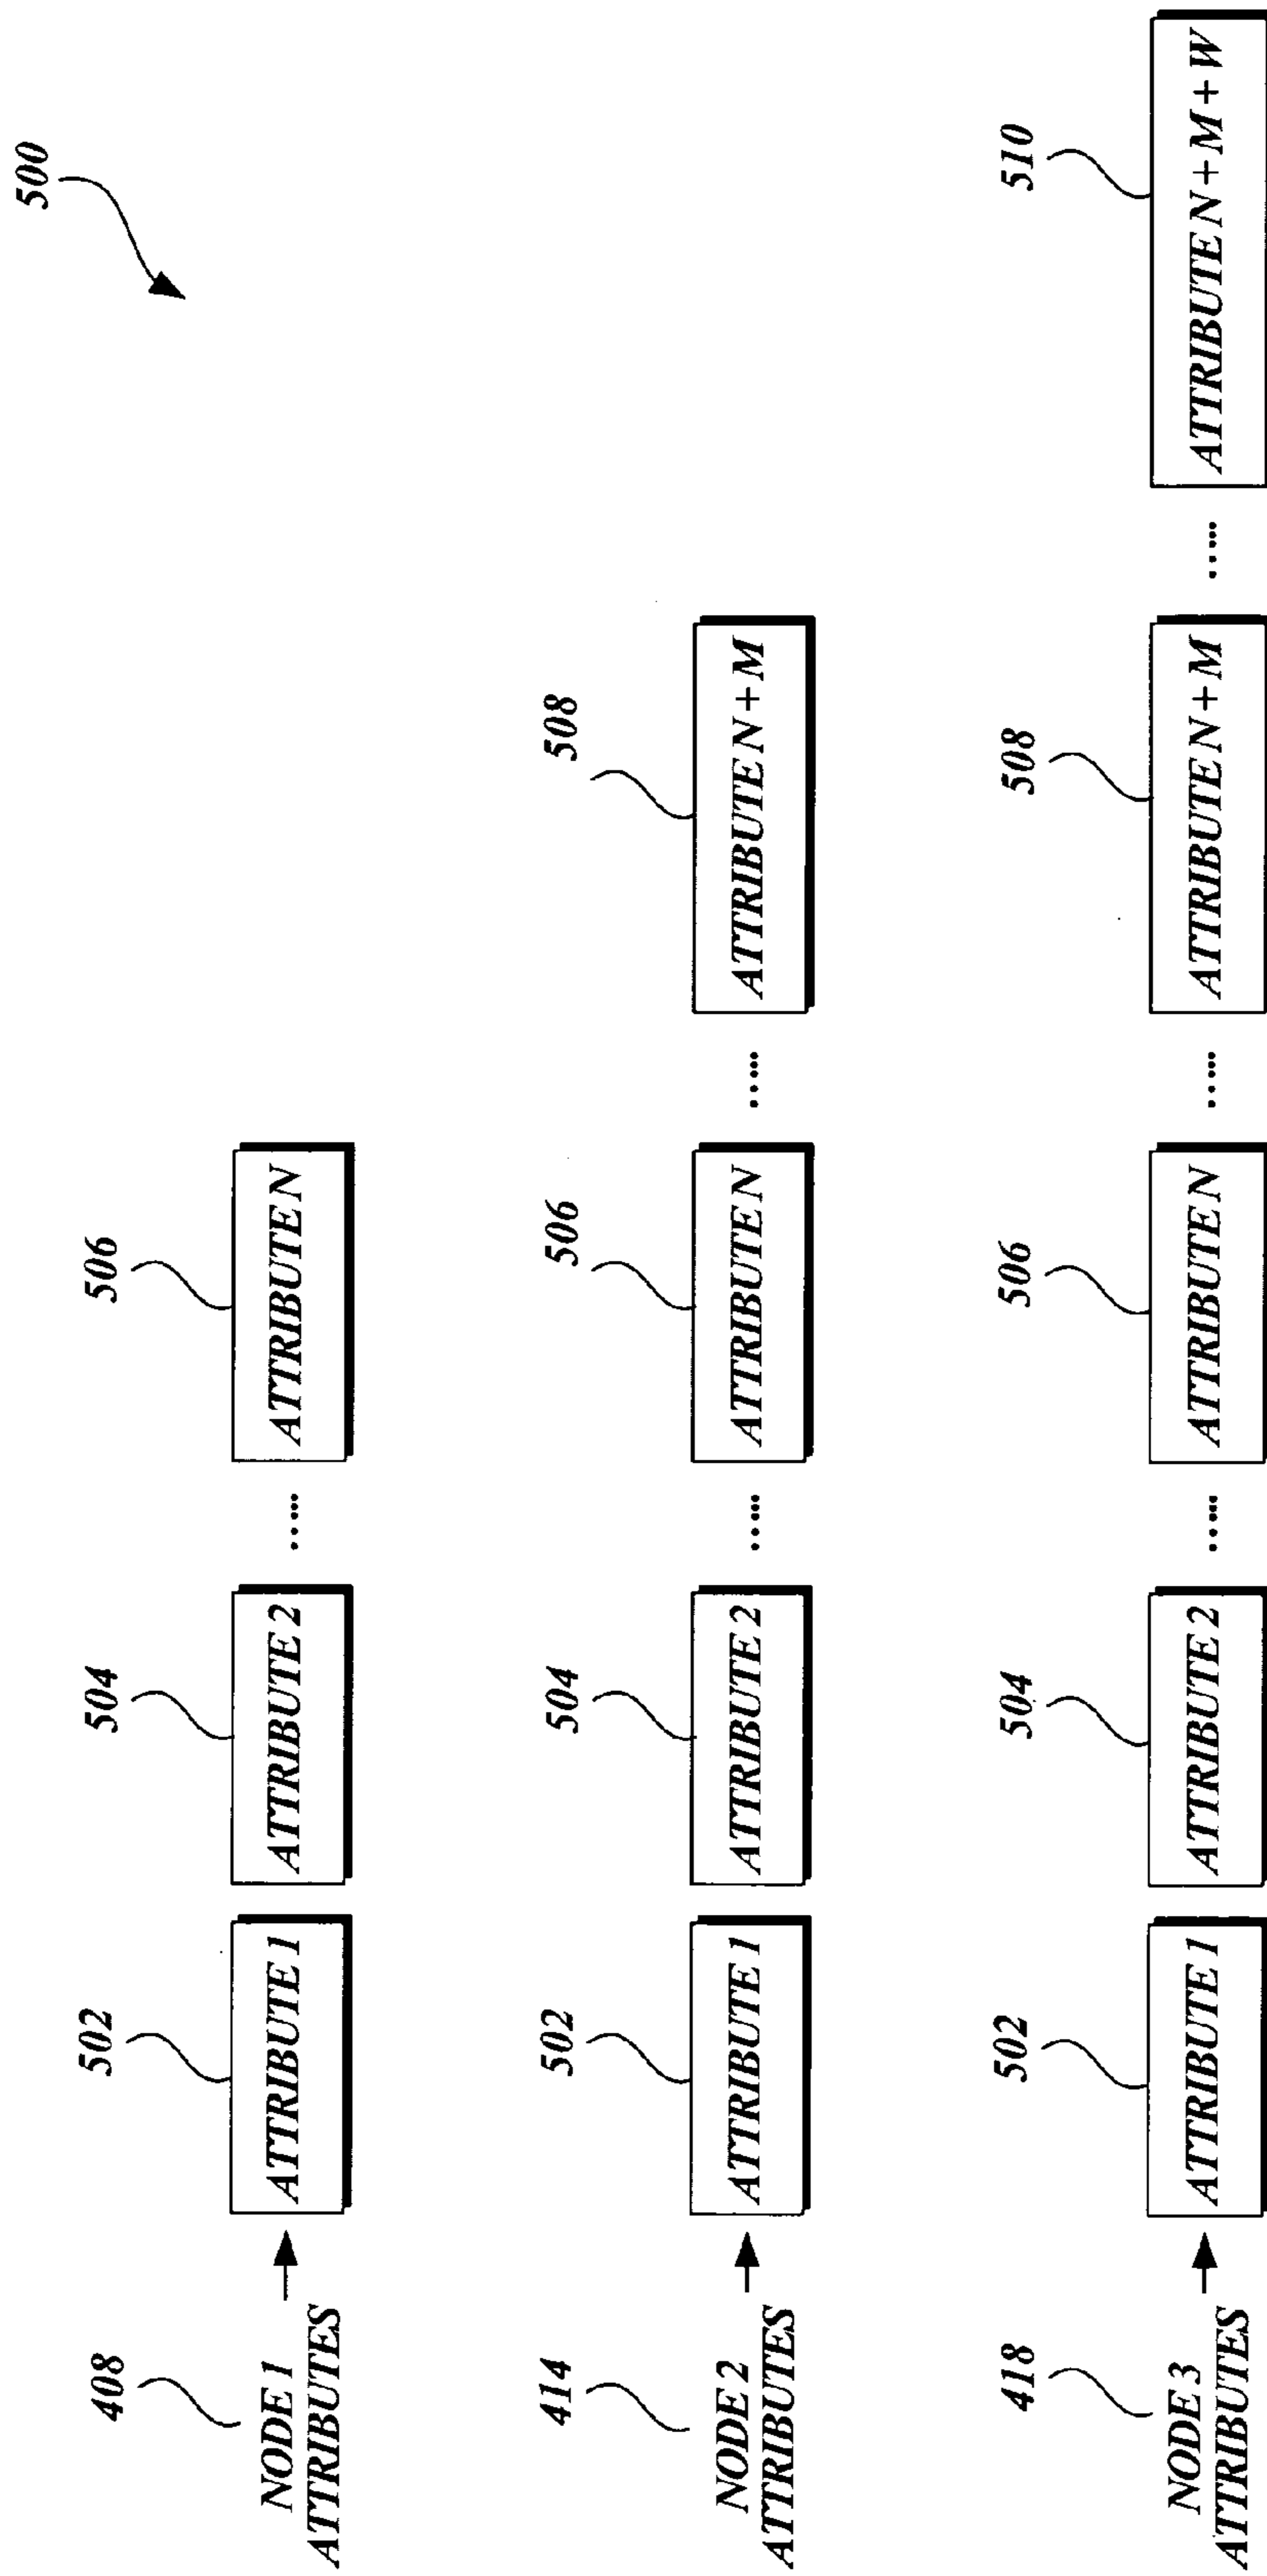 500
408
502
504
506
NODE 1
ATTRIBUTES
ATTRIBUTE 1
ATTRIBUTE 2
.....
ATTRIBUTE N
414
502
504
506
508
NODE 2
ATTRIBUTES
ATTRIBUTE 1
ATTRIBUTE 2
.....
ATTRIBUTE N
.....
ATTRIBUTE N + M
418
502
504
506
508
510
NODE 3
ATTRIBUTES
ATTRIBUTE 1
ATTRIBUTE 2
.....
ATTRIBUTE N
.....
ATTRIBUTE N + M
.....
ATTRIBUTE N + M + W